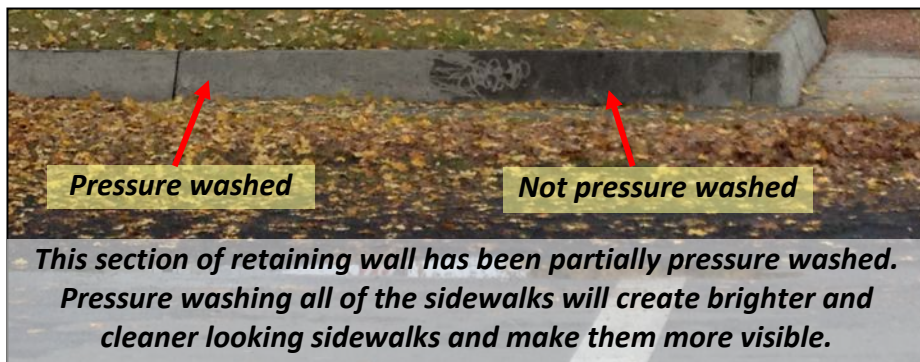 Pressure washed
Not pressure washed
This section of retaining wall has been partially pressure washed.
Pressure washing all of the sidewalks will create brighter and
cleaner looking sidewalks and make them more visible.